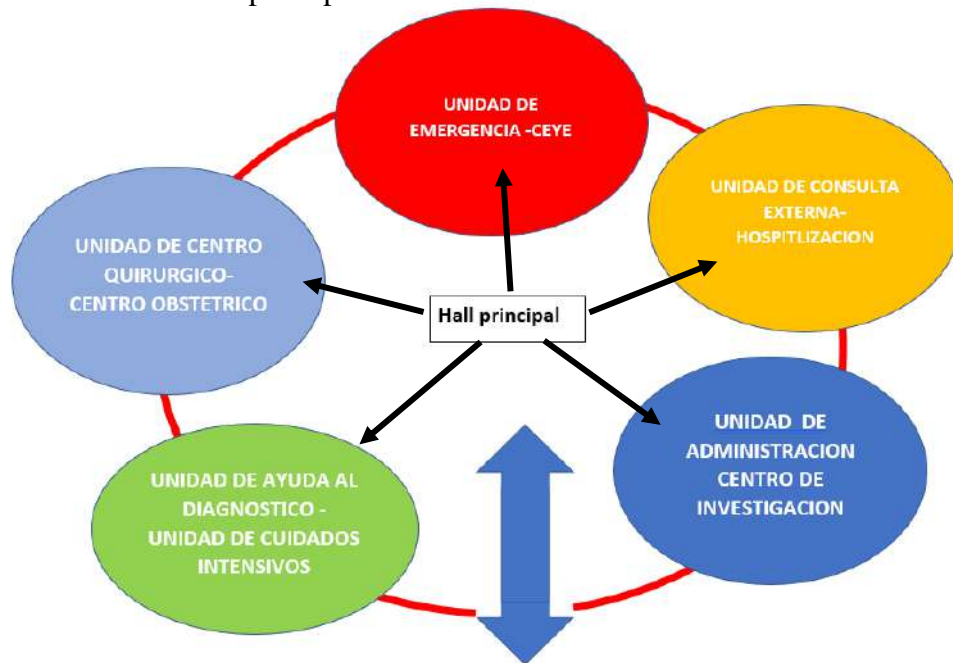 UNIDAD DE
EMERGENCIA -CEYE
UNIDAD DE CONSULTA
EXTERNA-
HOSPITLIZACION
UNIDAD DE CENTRO
QUIRURGICO-
CENTRO OBSTETRICO
Hall principal
UNIDAD DE
ADMINISTRACION
CENTRO DE
INVESTIGACION
UNIDAD DE AYUDA AL
DIAGNOSTICO -
UNIDAD DE CUIDADOS
INTENSIVOS